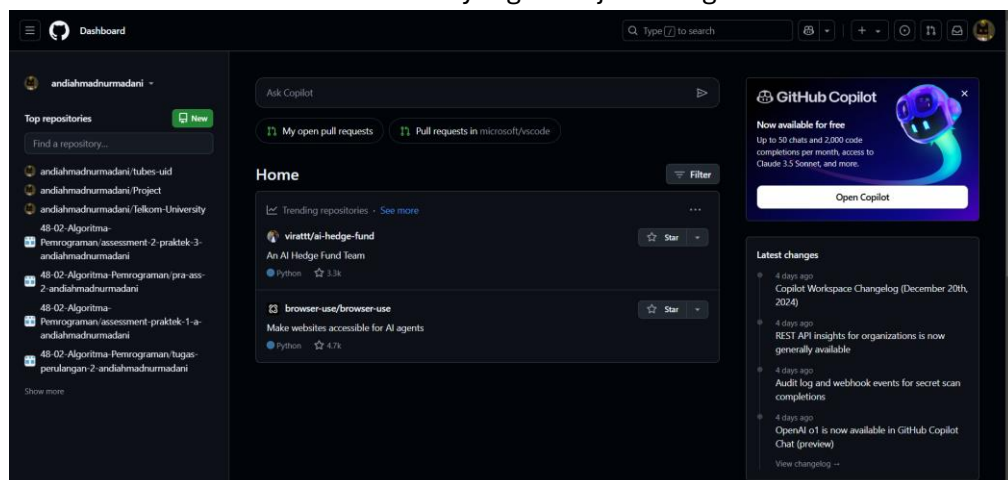 Dashboard
Type / to search
andiahmadnurmadani
Top repositories
New
Find a repository...
andiahmadnurmadani/tubes-uid
andiahmadnurmadani/Project
andiahmadnurmadani/Telkom-University
48-02-Algoritma-
Pemrograman/assessment-2-praktek-3-
andiahmadnurmadani
48-02-Algoritma-Pemrograman/pra-ass-
2-andiahmadnurmadani
48-02-Algoritma-
Pemrograman/assessment-praktek-1-a-
andiahmadnurmadani
48-02-Algoritma-Pemrograman/tugas-
perulangan-2-andiahmadnurmadani
Show more
Ask Copilot
My open pull requests
Pull requests in microsoft/vscode
Home
Filter
Trending repositories · See more
virattt/ai-hedge-fund
Star
An AI Hedge Fund Team
Python 3.3k
browser-use/browser-use
Star
Make websites accessible for AI agents
Python 4.7k
GitHub Copilot
Now available for free
Up to 50 chats and 2,000 code
completions per month, access to
Claude 3.5 Sonnet, and more.
Open Copilot
Latest changes
4 days ago
Copilot Workspace Changelog (December 20th,
2024)
4 days ago
REST API insights for organizations is now
generally available
4 days ago
Audit log and webhook events for secret scan
completions
4 days ago
OpenAI o1 is now available in GitHub Copilot
Chat (preview)
View changelog →